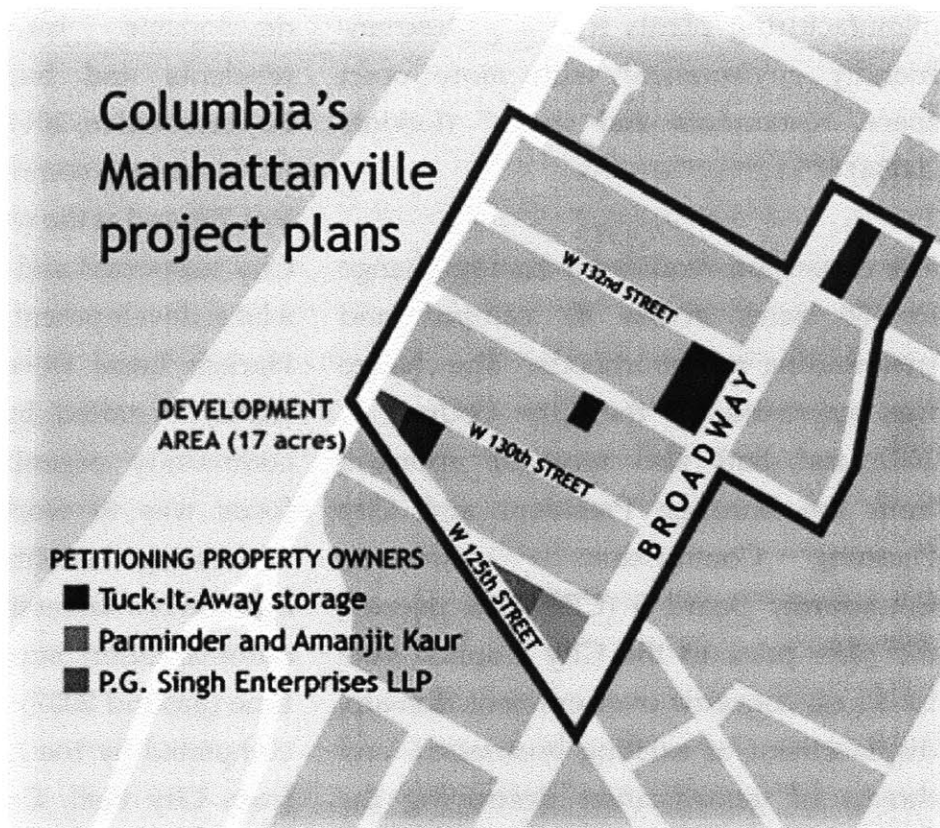 Columbia's
Manhattanville
project plans
W 132nd STREET
DEVELOPMENT
AREA (17 acres)
W 130th STREET
BROADWAY
W 125th STREET
PETITIONING PROPERTY OWNERS
Tuck-It-Away storage
Parminder and Amanjit Kaur
P.G. Singh Enterprises LLP